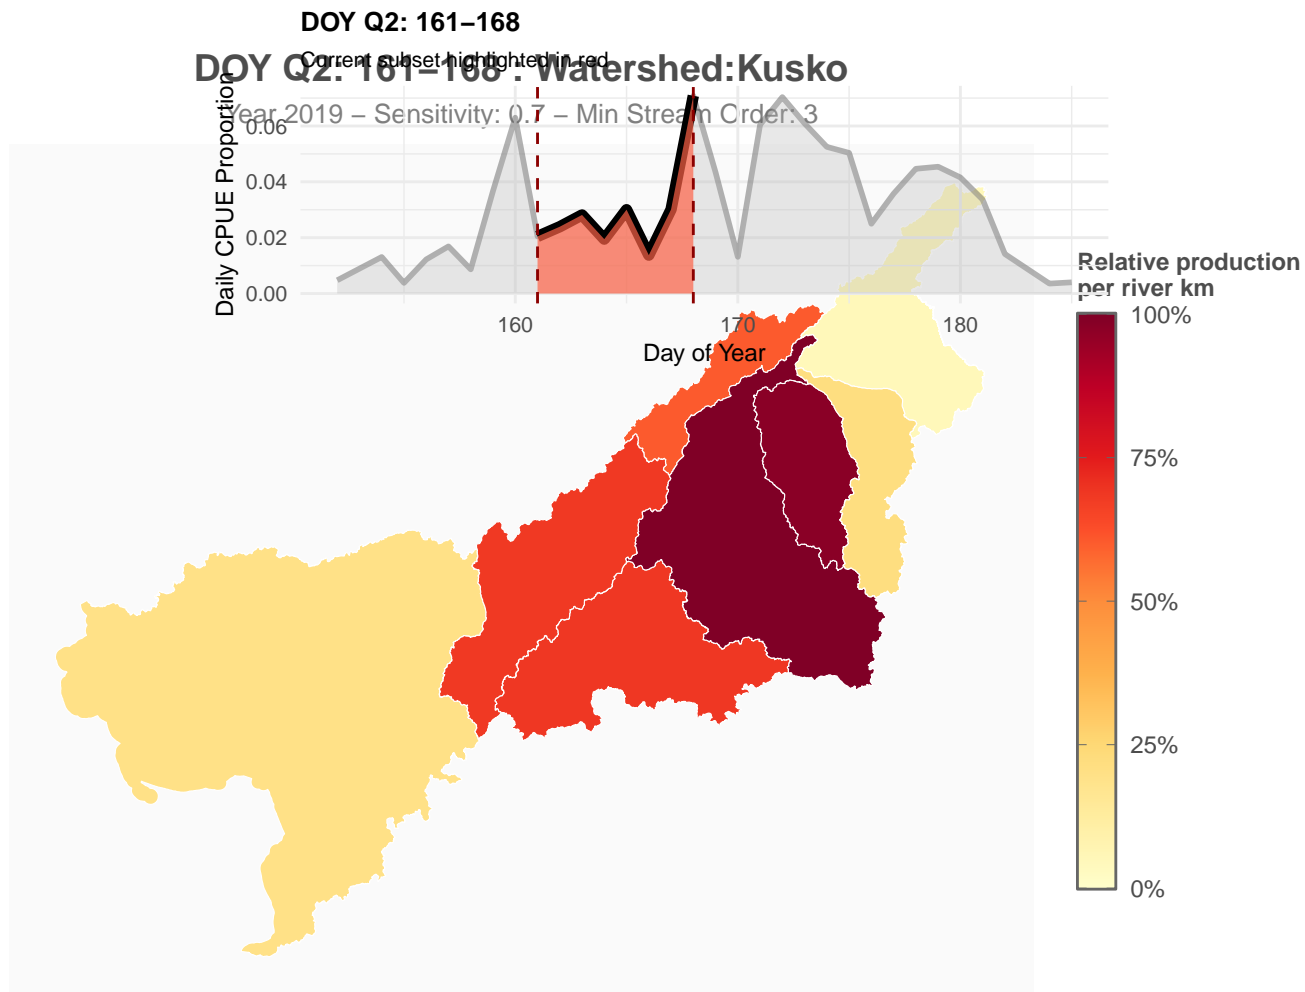 DOY Q2: 161–168
Current subset highlighted in red
DOY Q2: 161–168 : Watershed:Kusko
Year 2019 – Sensitivity: 0.7 – Min Stream Order: 3
Daily CPUE Proportion
0.06
0.04
0.02
0.00
160
170
180
Day of Year
Relative production
per river km
100%
75%
50%
25%
0%